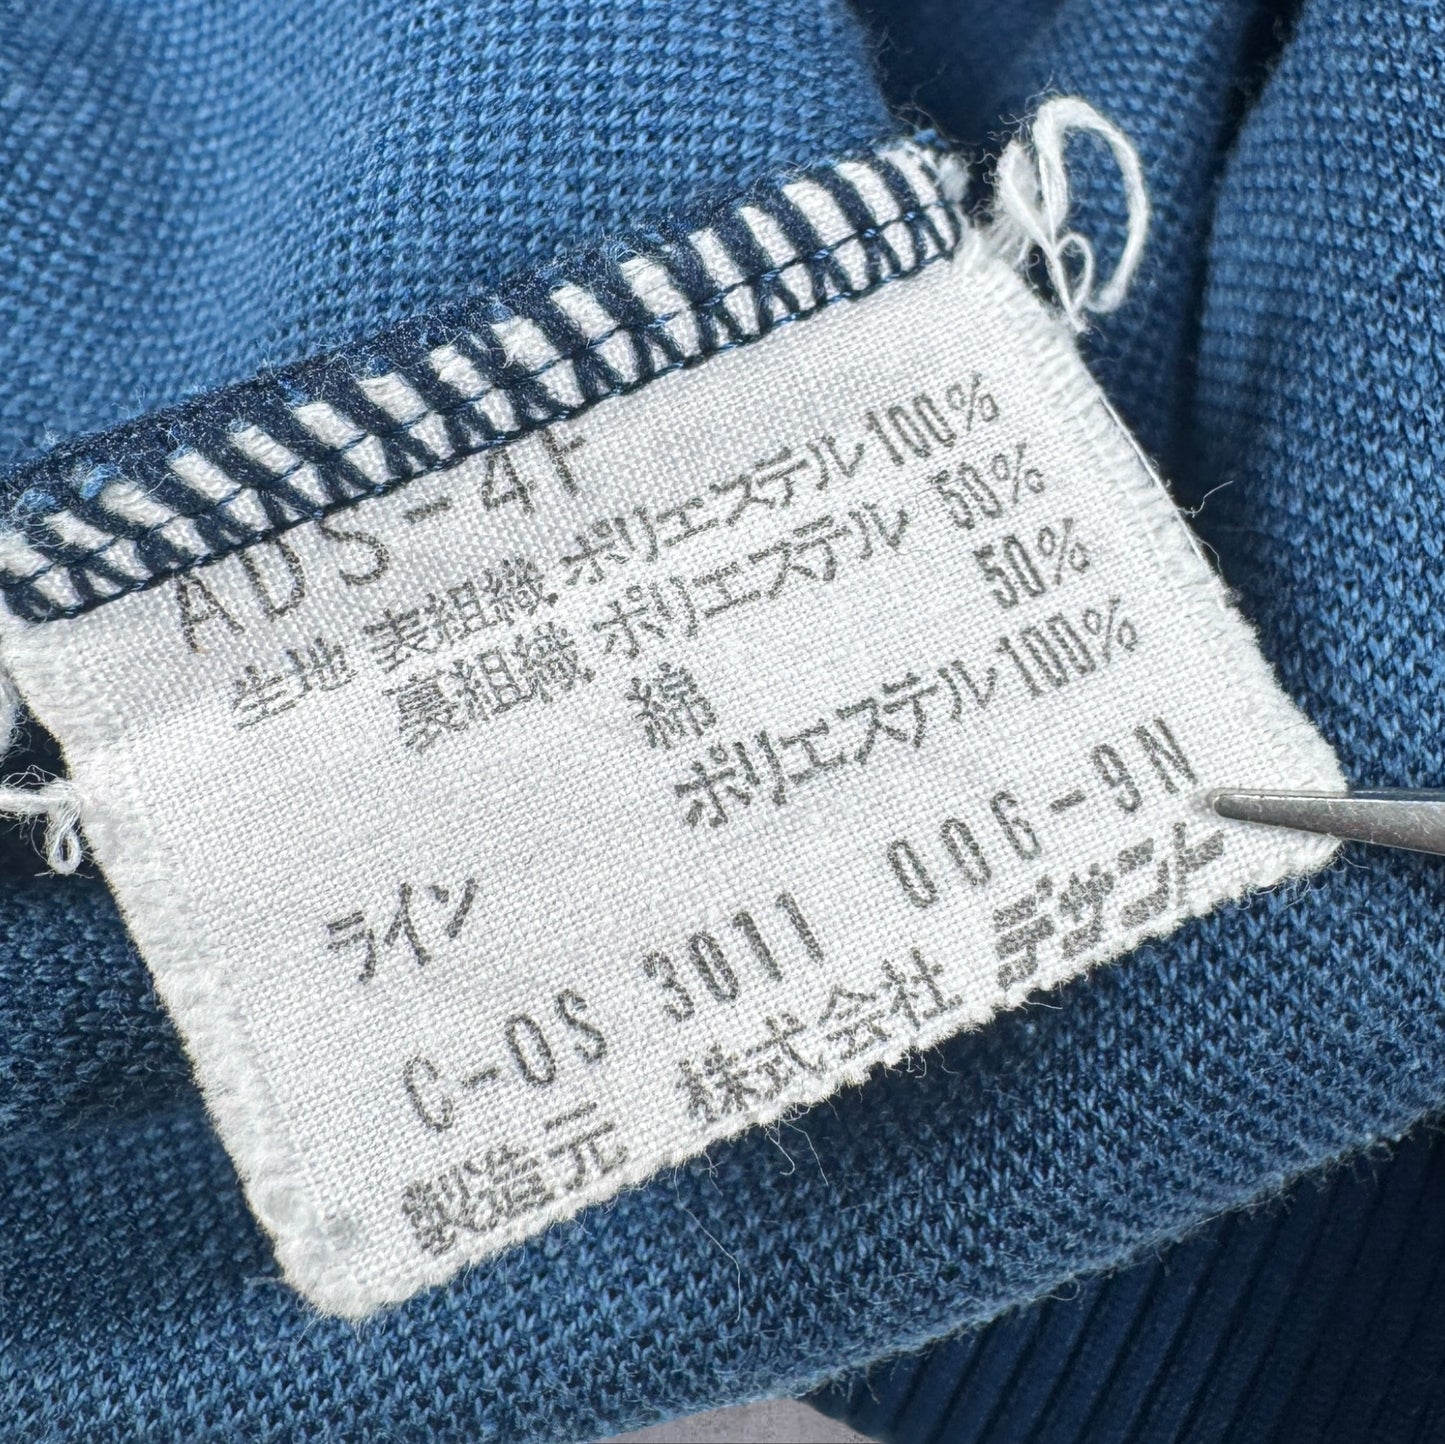 ADS-4F
生地 表組織 ポリエステル100%
裏組織 ポリエステル 50%
綿 50%
ライン ポリエステル100%
C-OS 3011 006-9N
製造元 株式会社 デサント